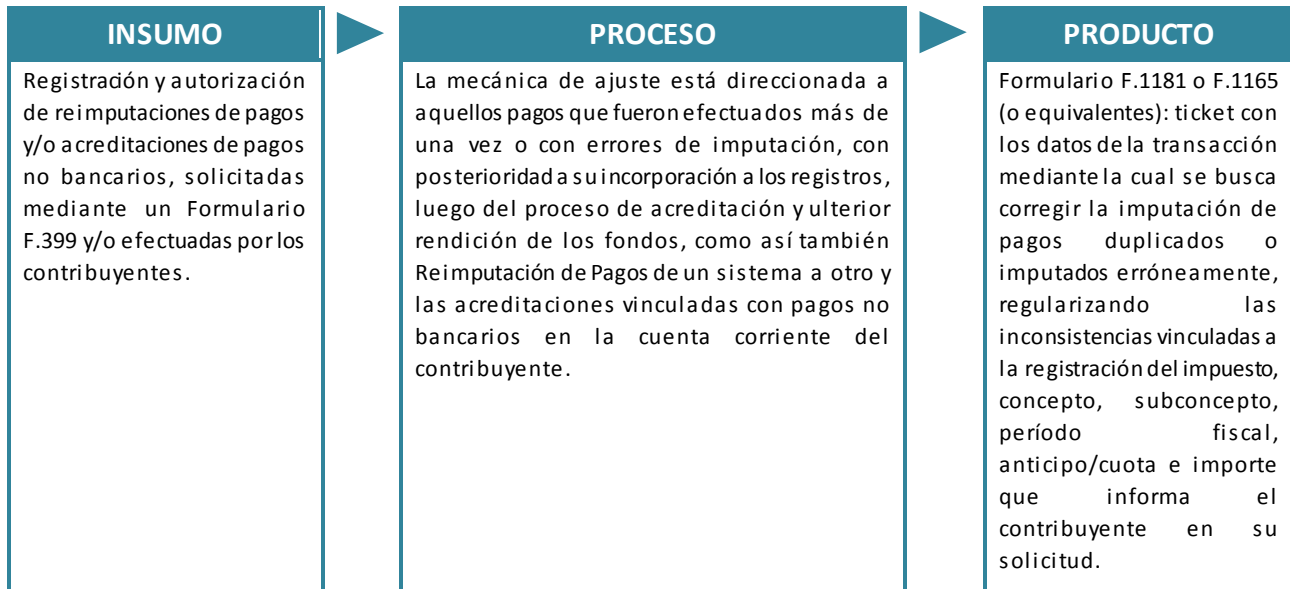 INSUMO
Registración y autorización
de reimputaciones de pagos
y/o acreditaciones de pagos
no bancarios, solicitadas
mediante un Formulario
F.399 y/o efectuadas por los
contribuyentes.
PROCESO
La mecánica de ajuste está direccionada a
aquellos pagos que fueron efectuados más de
una vez o con errores de imputación, con
posterioridad a su incorporación a los registros,
luego del proceso de acreditación y ulterior
rendición de los fondos, como así también
Reimputación de Pagos de un sistema a otro y
las acreditaciones vinculadas con pagos no
bancarios en la cuenta corriente del
contribuyente.
PRODUCTO
Formulario F.1181 o F.1165
(o equivalentes): ticket con
los datos de la transacción
mediante la cual se busca
corregir la imputación de
pagos duplicados o
imputados erróneamente,
regularizando las
inconsistencias vinculadas a
la registración del impuesto,
concepto, subconcepto,
período fiscal,
anticipo/cuota e importe
que informa el
contribuyente en su
solicitud.